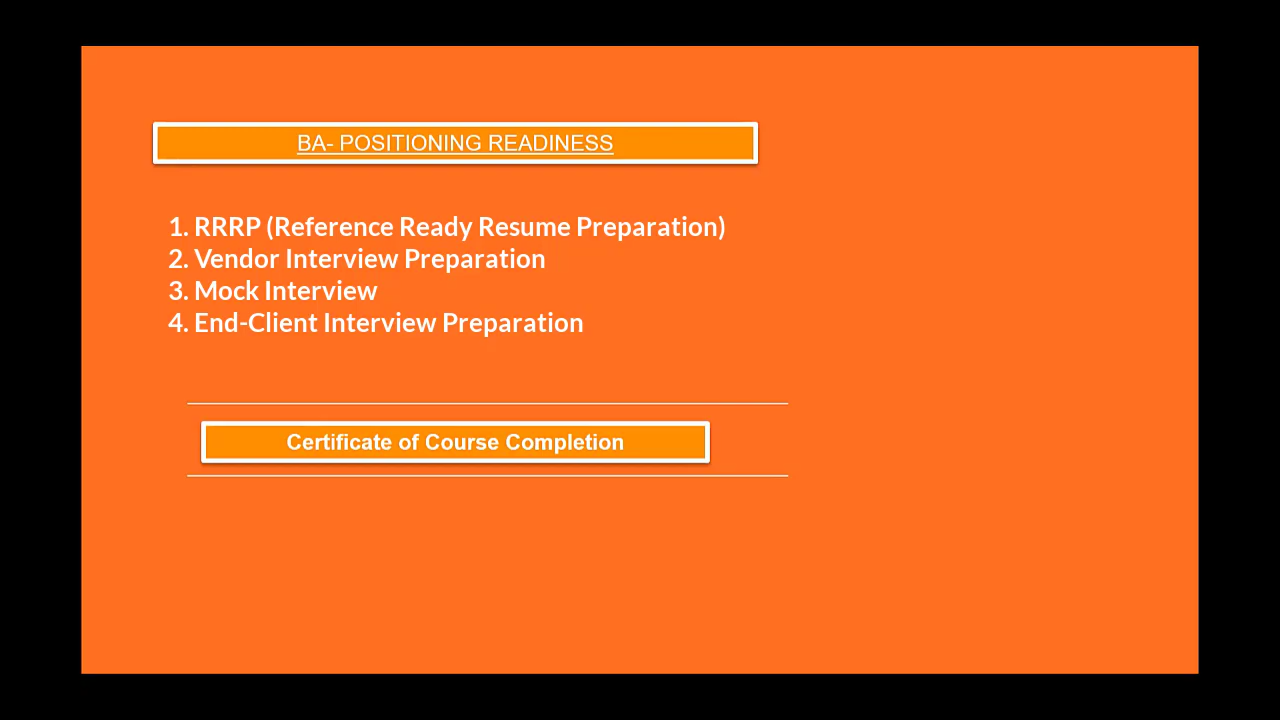 BA- POSITIONING READINESS
1. RRRP (Reference Ready Resume Preparation)
2. Vendor Interview Preparation
3. Mock Interview
4. End-Client Interview Preparation
Certificate of Course Completion